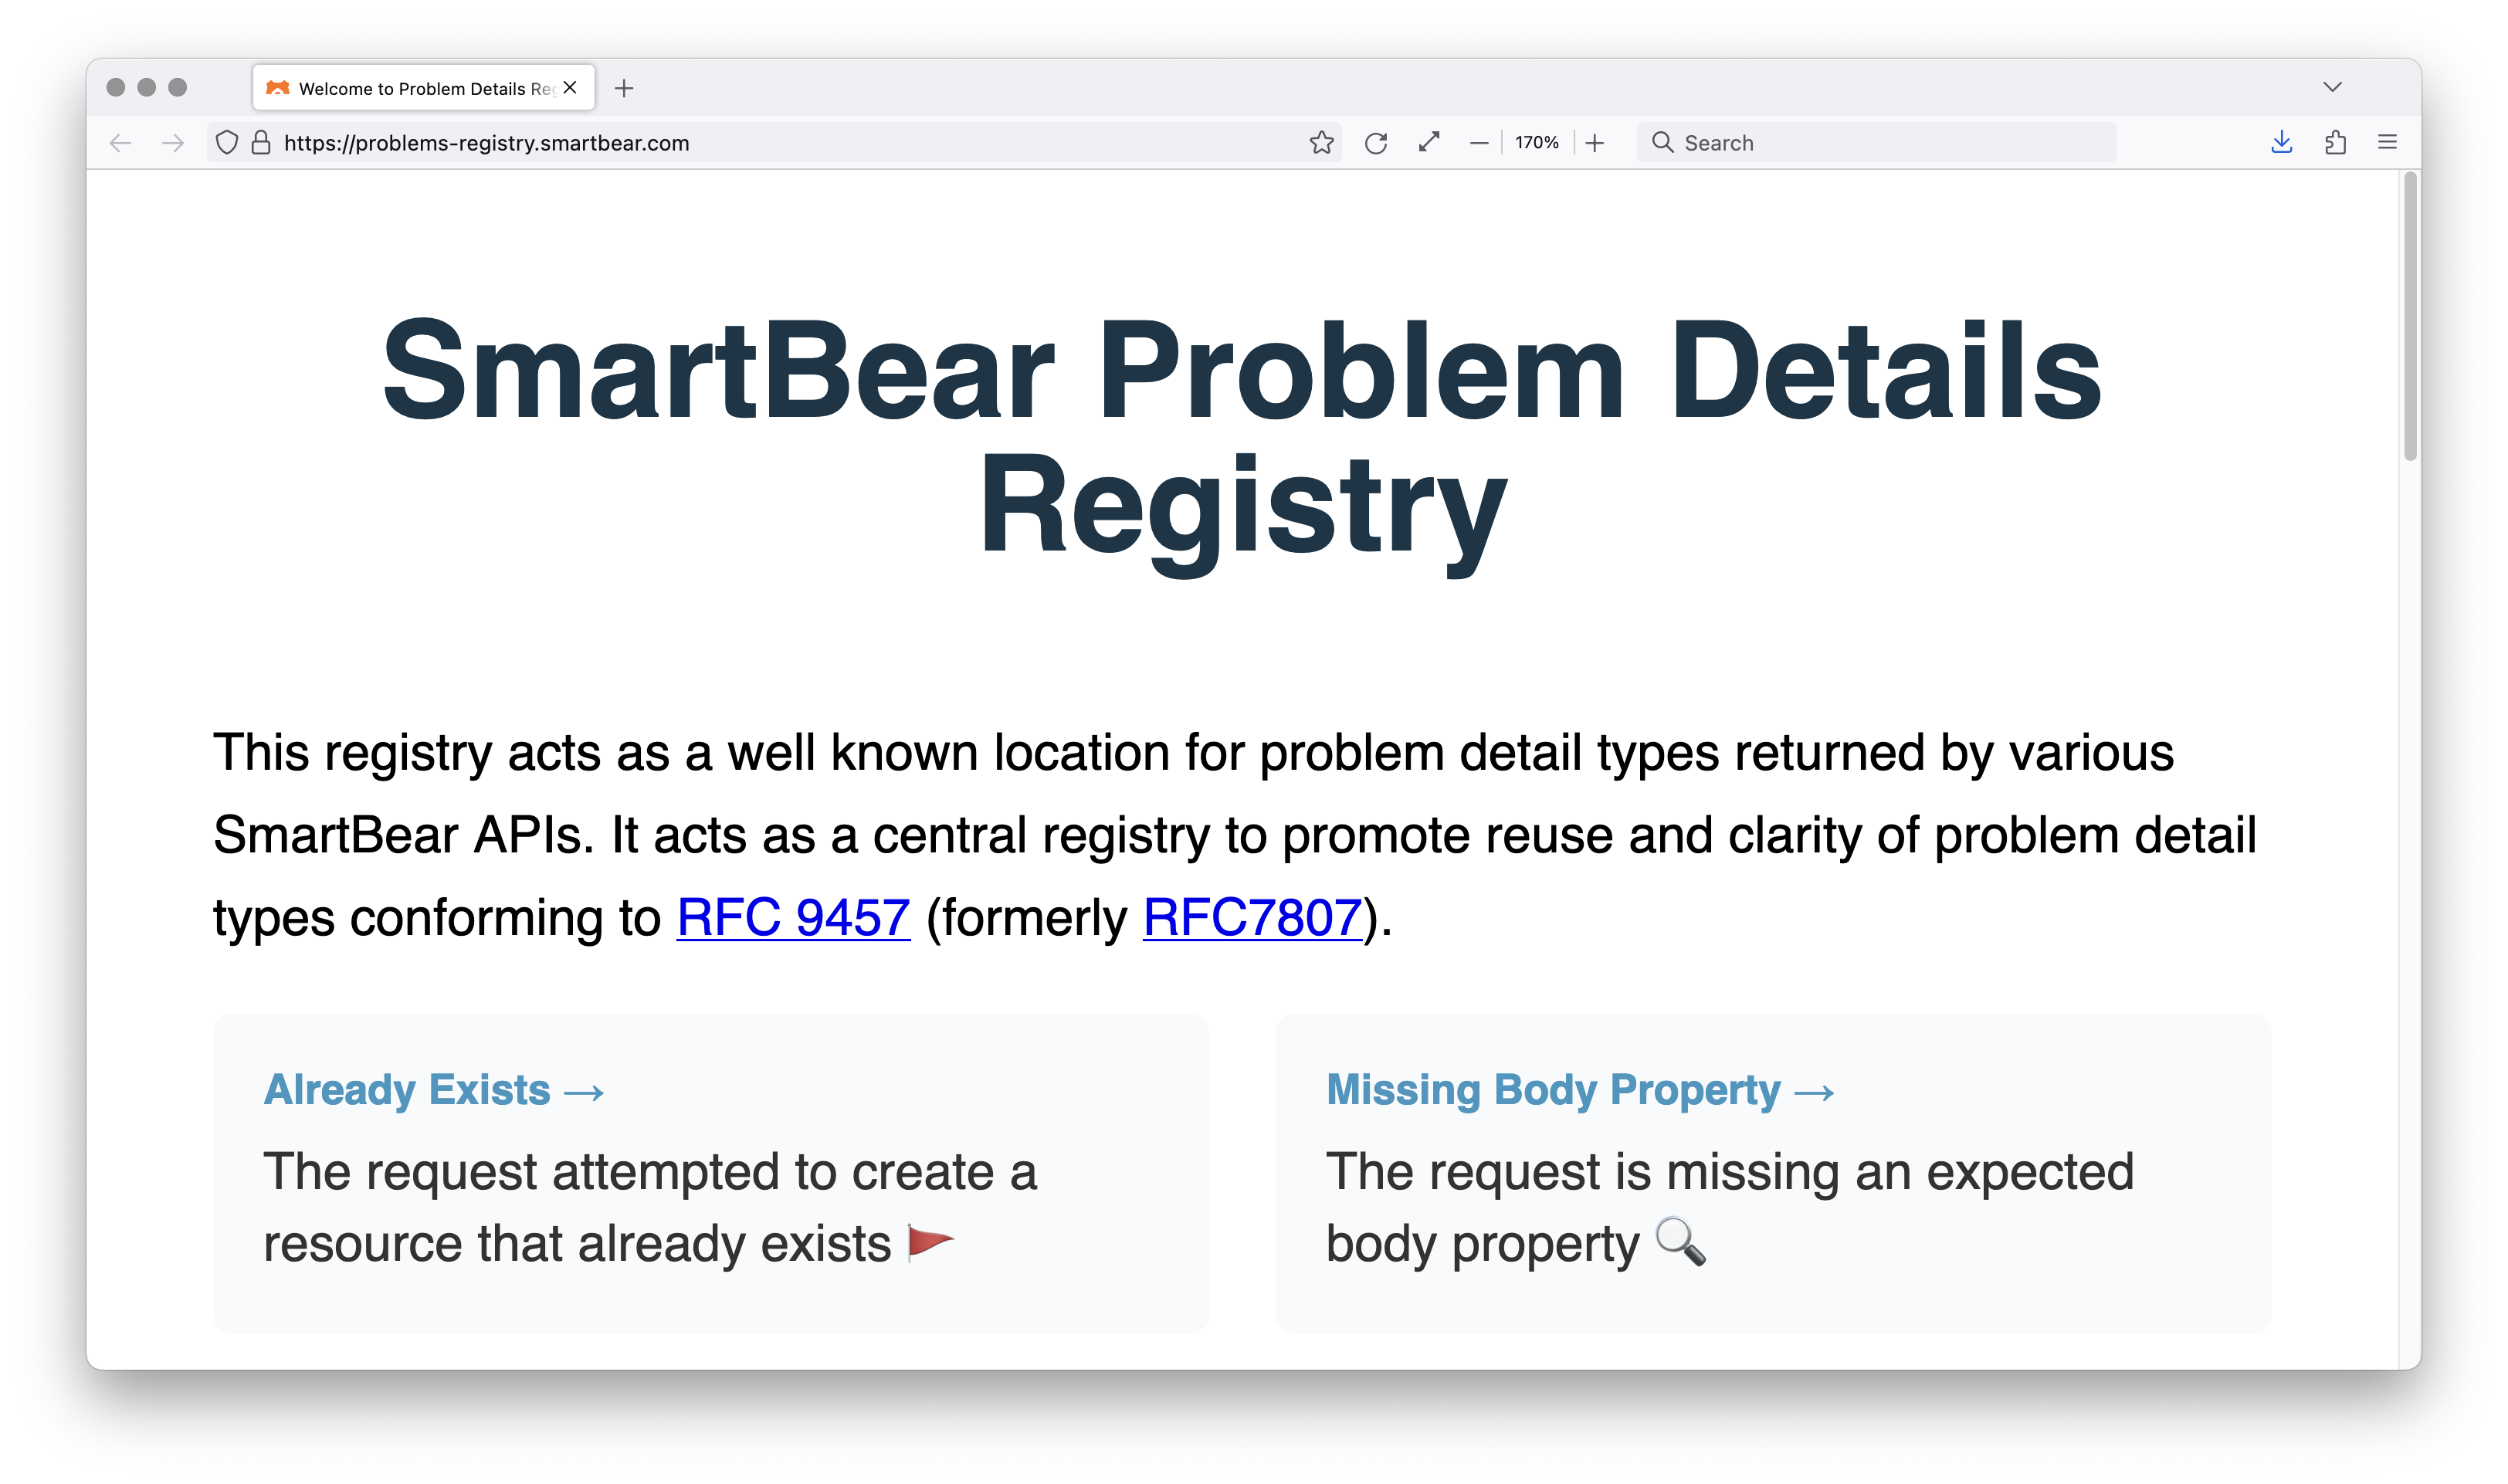 Welcome to Problem Details Reg
https://problems-registry.smartbear.com
170%
Search
SmartBear Problem Details
Registry
This registry acts as a well known location for problem detail types returned by various
SmartBear APIs. It acts as a central registry to promote reuse and clarity of problem detail
types conforming to RFC 9457 (formerly RFC7807).
Already Exists →
The request attempted to create a
resource that already exists 🚩
Missing Body Property →
The request is missing an expected
body property 🔍